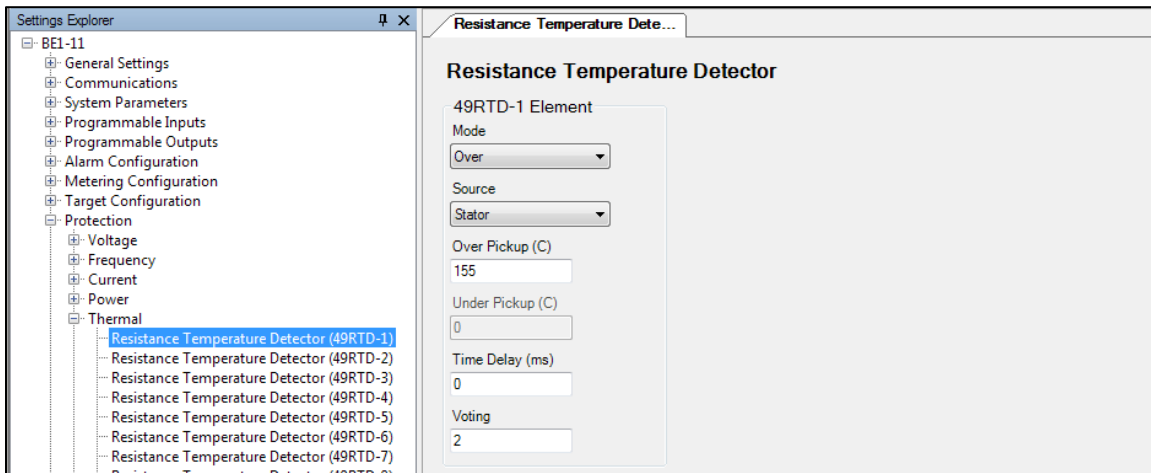 Settings Explorer
BE1-11
General Settings
Communications
System Parameters
Programmable Inputs
Programmable Outputs
Alarm Configuration
Metering Configuration
Target Configuration
Protection
Voltage
Frequency
Current
Power
Thermal
Resistance Temperature Detector (49RTD-1)
Resistance Temperature Detector (49RTD-2)
Resistance Temperature Detector (49RTD-3)
Resistance Temperature Detector (49RTD-4)
Resistance Temperature Detector (49RTD-5)
Resistance Temperature Detector (49RTD-6)
Resistance Temperature Detector (49RTD-7)
Resistance Temperature Dete...
Resistance Temperature Detector
49RTD-1 Element
Mode
Over
Source
Stator
Over Pickup (C)
155
Under Pickup (C)
0
Time Delay (ms)
0
Voting
2